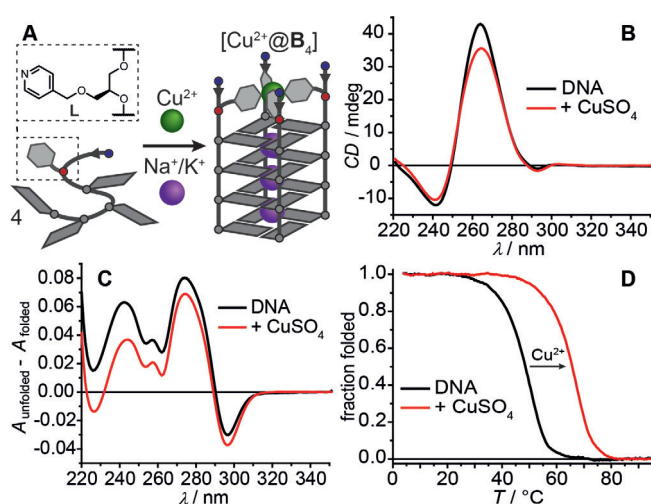 A
N
O
O
O
L
4
Cu²⁺
Na⁺/K⁺
[Cu²⁺@B₄]
B
CD / mdeg
40
30
20
10
0
-10
DNA
+ CuSO₄
220 240 260 280 300 320 340
λ / nm
C
A unfolded - A folded
0.08
0.06
0.04
0.02
0.00
-0.02
-0.04
DNA
+ CuSO₄
220 240 260 280 300 320 340
λ / nm
D
fraction folded
1.0
0.8
0.6
0.4
0.2
0.0
Cu²⁺
DNA
+ CuSO₄
0 20 40 60 80
T / °C